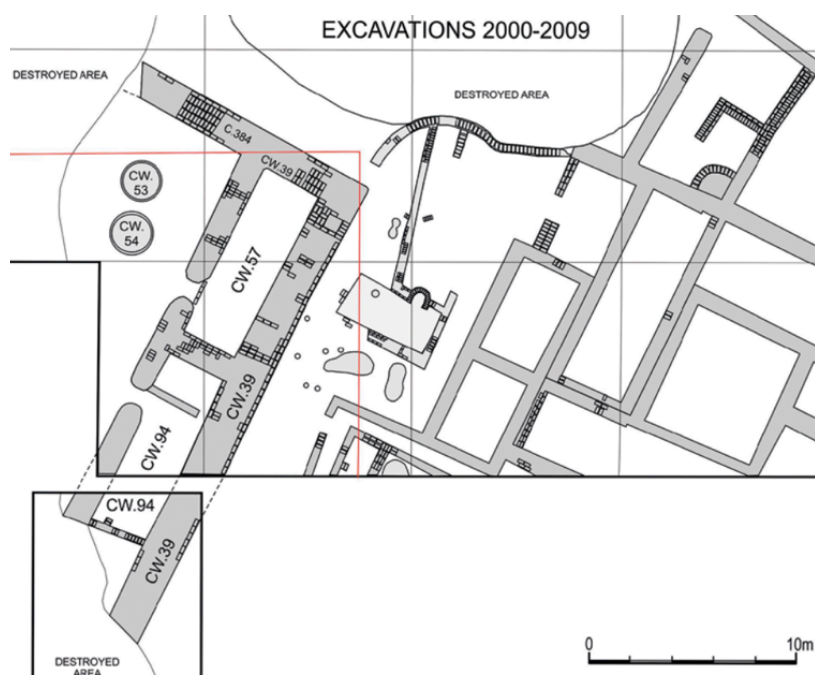 EXCAVATIONS 2000-2009
DESTROYED AREA
DESTROYED AREA
C.384
CW.39
CW.
53
CW.
54
CW.57
CW.39
CW.94
CW.94
CW.39
DESTROYED
AREA
0 10m